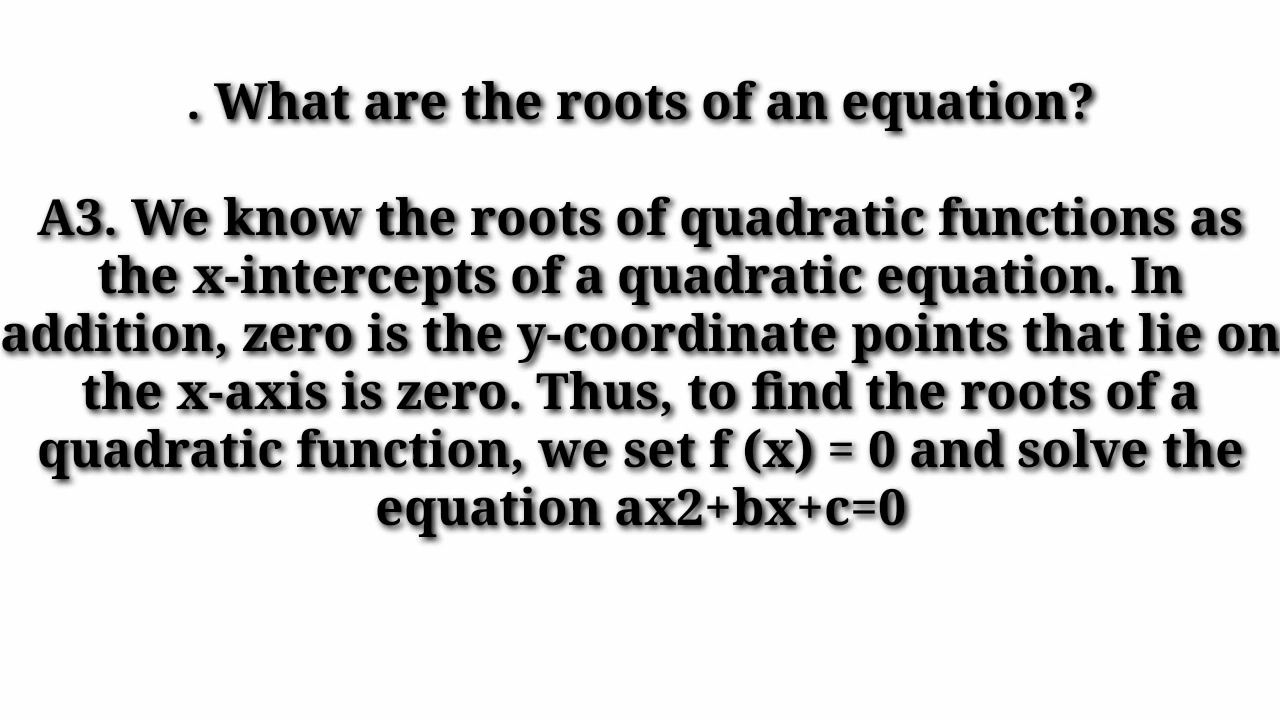 . What are the roots of an equation?
A3. We know the roots of quadratic functions as
the x-intercepts of a quadratic equation. In
addition, zero is the y-coordinate points that lie on
the x-axis is zero. Thus, to find the roots of a
quadratic function, we set f (x) = 0 and solve the
equation ax2+bx+c=0